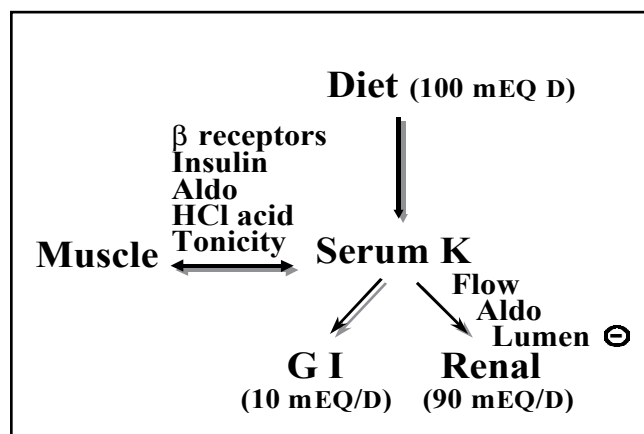 Diet (100 mEQ D)
β receptors
Insulin
Aldo
HCl acid
Tonicity
Muscle
Serum K
Flow
Aldo
Lumen ⊖
G I
(10 mEQ/D)
Renal
(90 mEQ/D)